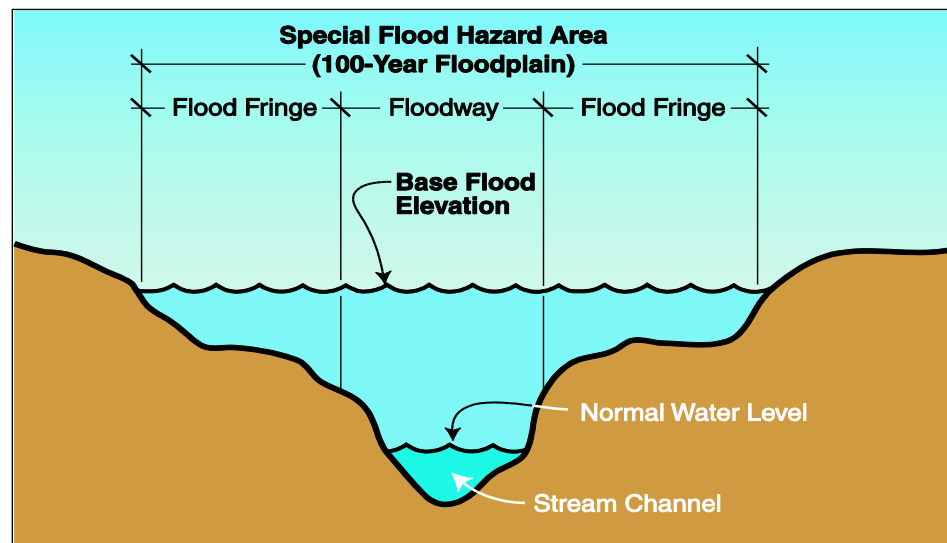 Special Flood Hazard Area
(100-Year Floodplain)
Flood Fringe
Floodway
Flood Fringe
Base Flood
Elevation
Normal Water Level
Stream Channel